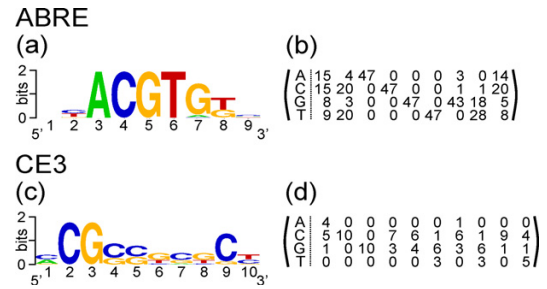 ABRE
(a) (b)
2
1
0
bits
ACGTGT
5' 1 2 3 4 5 6 7 8 9 3'
A 15 4 47 0 0 0 3 0 14
C 15 20 0 47 0 0 1 1 20
G 8 3 0 0 47 0 43 18 5
T 9 20 0 0 0 47 0 28 8
CE3
(c) (d)
2
1
0
bits
CGCCGCGC
5' 1 2 3 4 5 6 7 8 9 10 3'
A 4 0 0 0 0 0 1 0 0 0
C 5 10 0 7 6 1 6 1 9 4
G 1 0 10 3 4 6 3 6 1 1
T 0 0 0 0 0 3 0 3 0 5